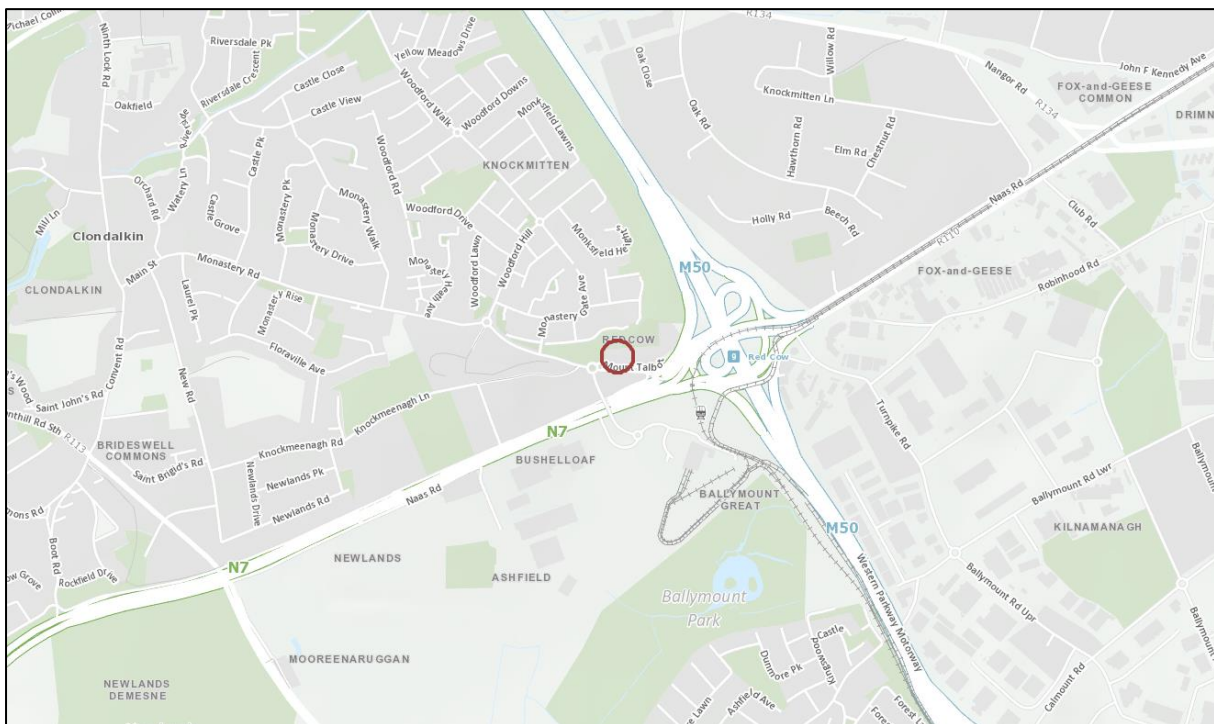 Michael Col
Ninth Lock Rd
Riversdale Pk
Yellow Meadows Drive
Oak Close
Willow Rd
R134
Nangor Rd
John F Kennedy Ave
FOX-and-GEESE
COMMON
R134
DRIMN
Riversdale Crescent
Castle Close
Castle View
Woodford Walk
Woodford Downs
Monksfield Lawns
Oak Rd
Knockmitten Ln
Hawthorn Rd
Elm Rd
Chestnut Rd
Oakfield
Watery Ln
Castle Pk
Woodford Rd
KNOCKMITTEN
Orchard Rd
Castle
Grove
Monastery Pk
Monastery Walk
Monastery Drive
Woodford Drive
Woodford Hill
Holly Rd
Beech Rd
Naas Rd
R110
Club Rd
Mill Ln
Clondalkin
Main St
Monastery Rd
Woodford Lawn
M50
FOX-and-GEESE
Robinhood Rd
CLONDALKIN
Laurel Pk
Monastery Rise
Monastery
Gate Ave
Floraville Ave
REDCOW
Mount Talbot
9
Red Cow
Convent Rd
New Rd
Saint John's Rd
Knockmeenagh Ln
R113
N7
Turnpike Rd
BRIDESWELL
COMMONS
Knockmeenagh Rd
Saint Brigid's Rd
Newlands Pk
Newlands Drive
Newlands Rd
BUSHELLOAF
Naas Rd
BALLYMOUNT
GREAT
Ballymount Rd Lwr
Ballymount
M50
KILNAMANAGH
Boot Rd
Rockfield Drive
N7
NEWLANDS
ASHFIELD
Ballymount
Park
Western Parkway Motorway
Ballymount Rd Upr
MOOREENARUGGAN
Castle
Kingswood
Dunmore Pk
Calmount Rd
NEWLANDS
DEMESNE
Ashfield Ave
Lawn
Forest